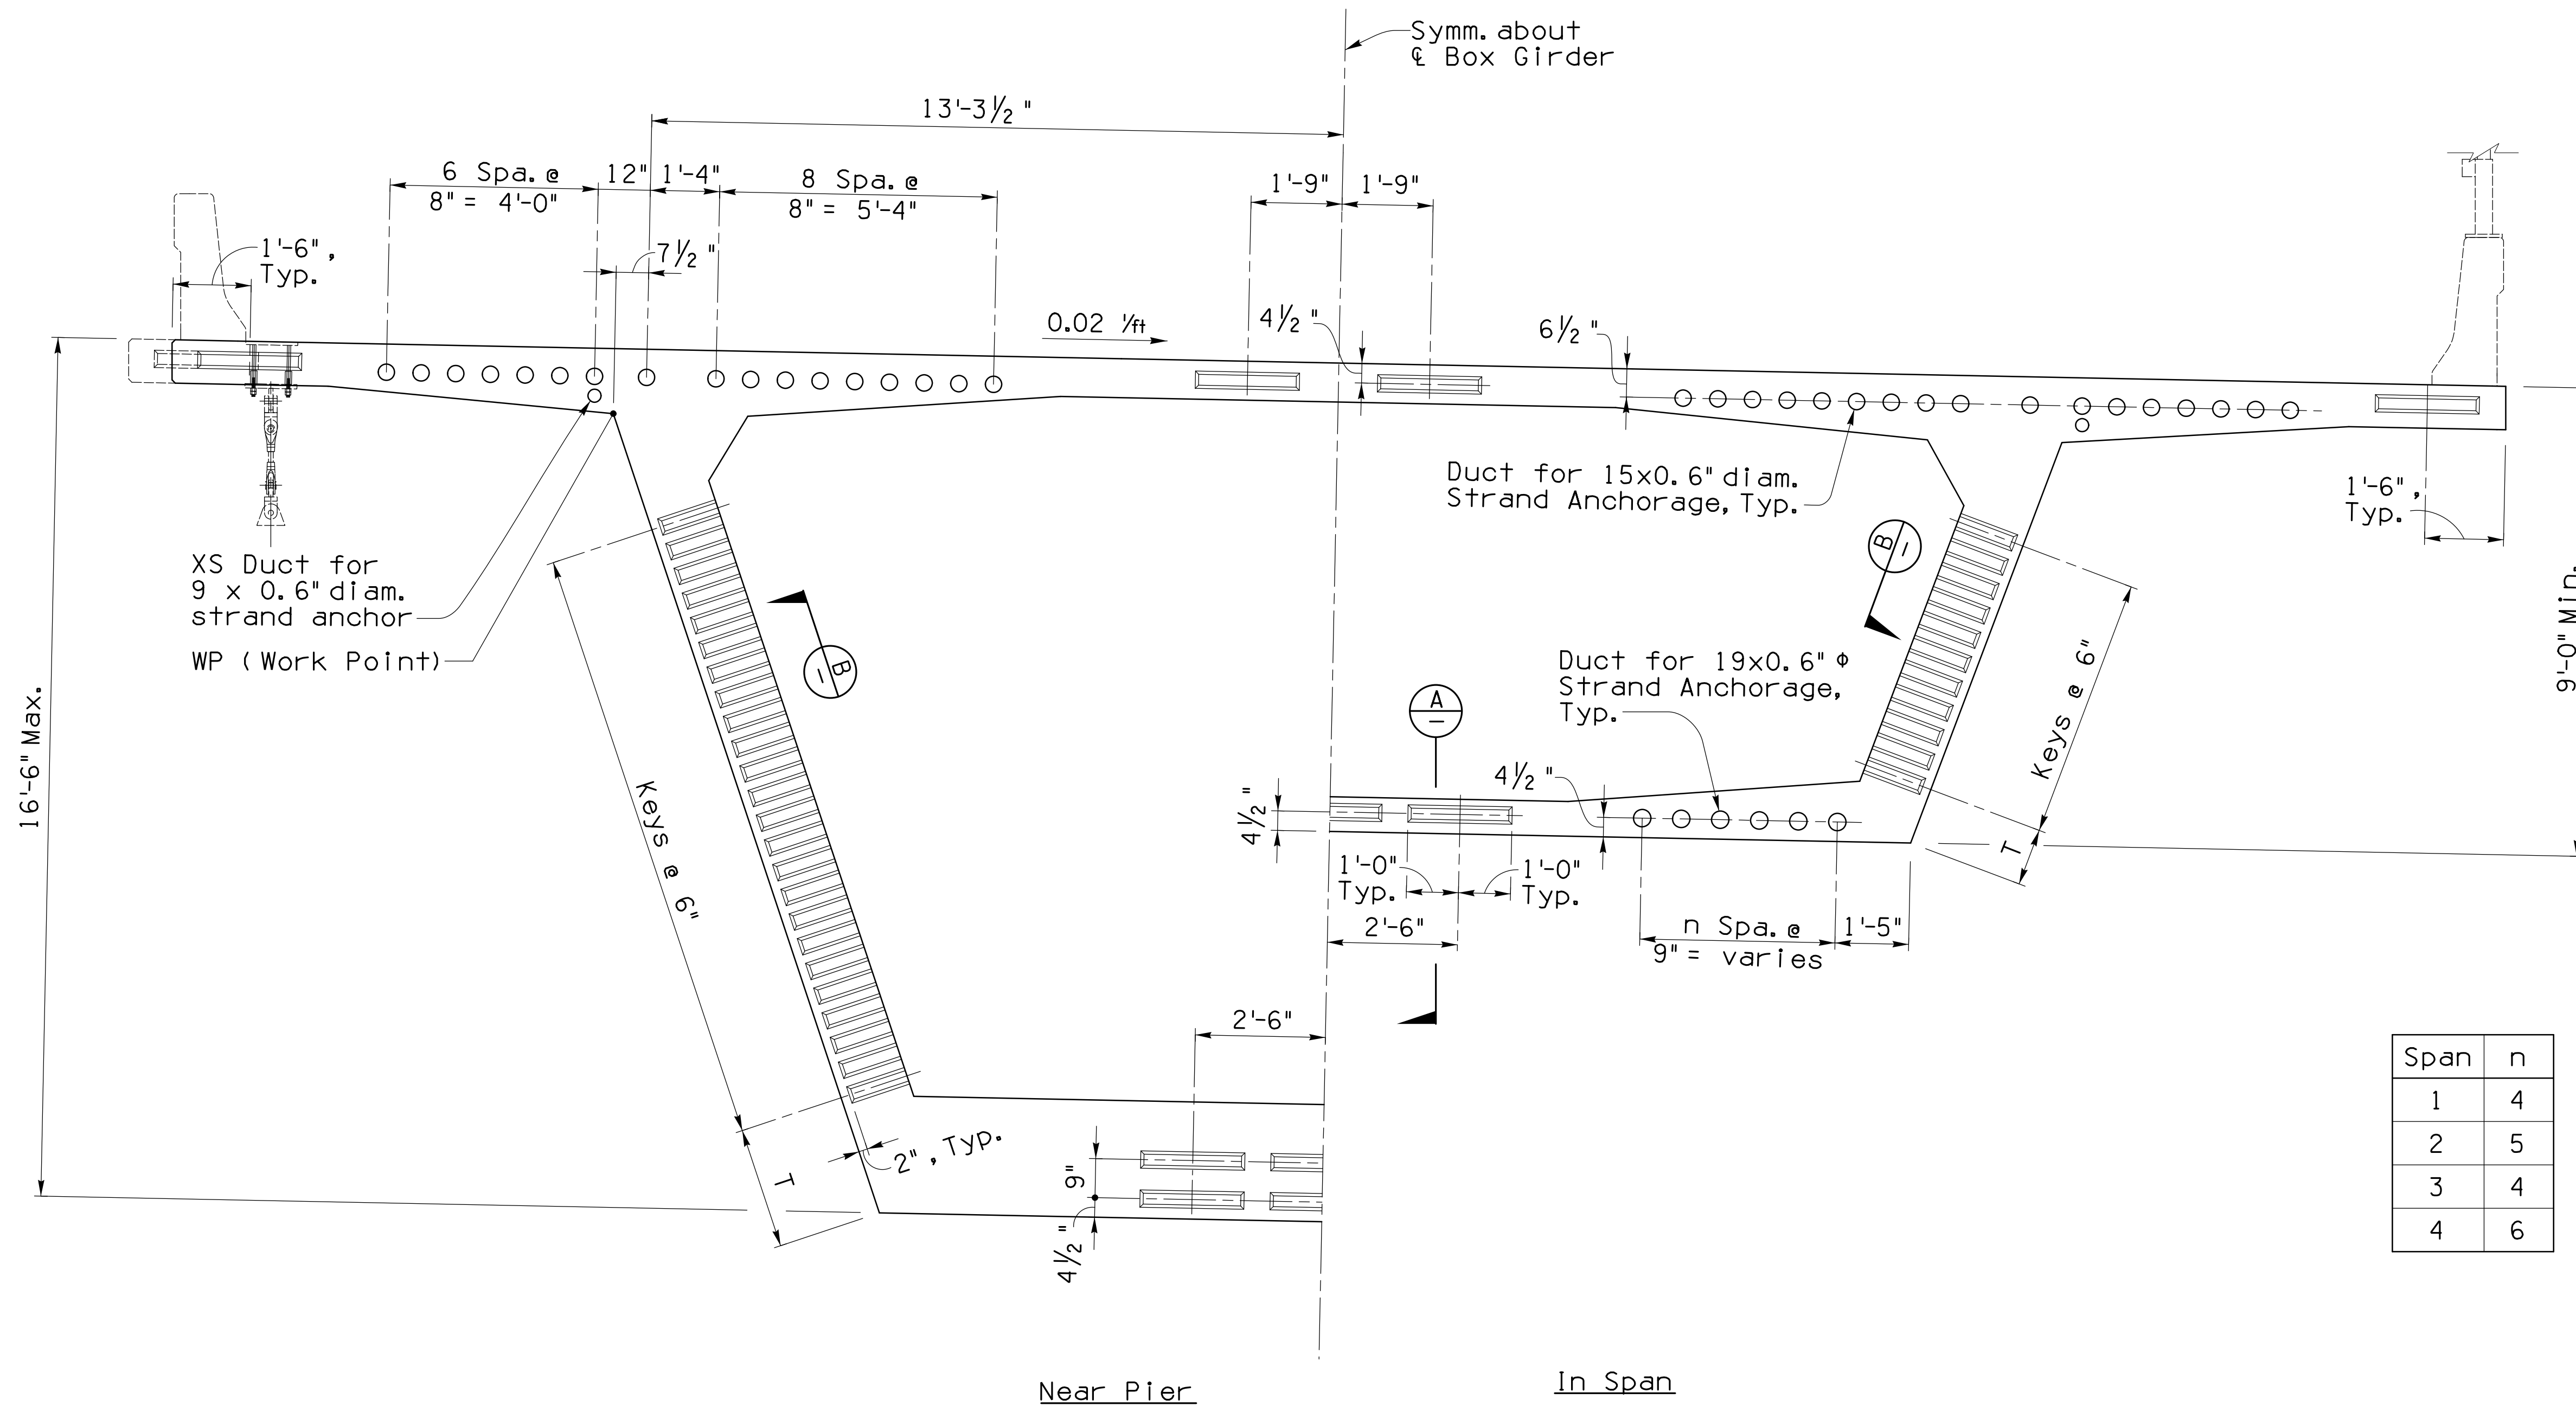 Symm. about
℄ Box Girder
13'-3½"
6 Spa. @
8" = 4'-0"
12"
1'-4"
8 Spa. @
8" = 5'-4"
1'-9"
1'-9"
1'-6",
Typ.
7½"
0.02 '/ft
4½"
6½"
XS Duct for
9 x 0.6" diam.
strand anchor
WP (Work Point)
Duct for 15x0.6" diam.
Strand Anchorage, Typ.
1'-6",
Typ.
B
–
B
–
Duct for 19x0.6" Φ
Strand Anchorage,
Typ.
A
–
16'-6" Max.
9'-0" Min.
Keys @ 6"
Keys @ 6"
4½"
4½"
T
1'-0"
Typ.
1'-0"
Typ.
2'-6"
n Spa. @
9" = varies
1'-5"
2'-6"
2", Typ.
T
9"
4½"
Span n
1 4
2 5
3 4
4 6
Near Pier
In Span